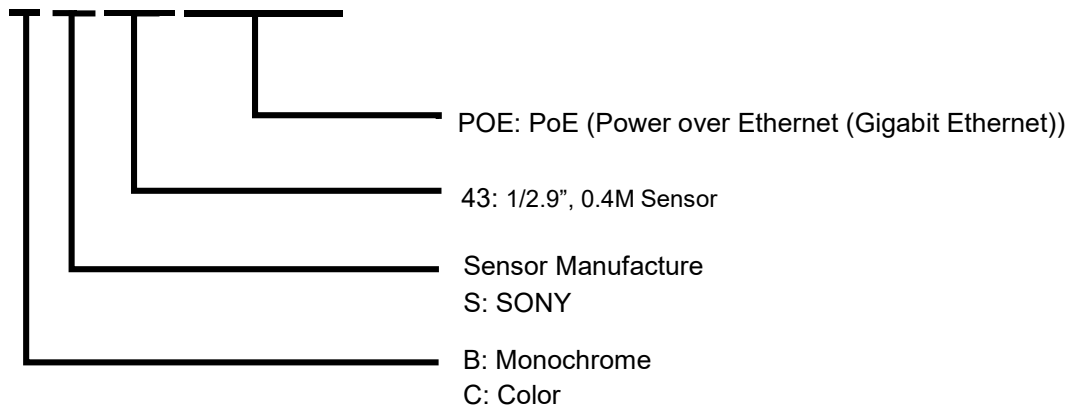 POE: PoE (Power over Ethernet (Gigabit Ethernet))
43: 1/2.9”, 0.4M Sensor
Sensor Manufacture
S: SONY
B: Monochrome
C: Color